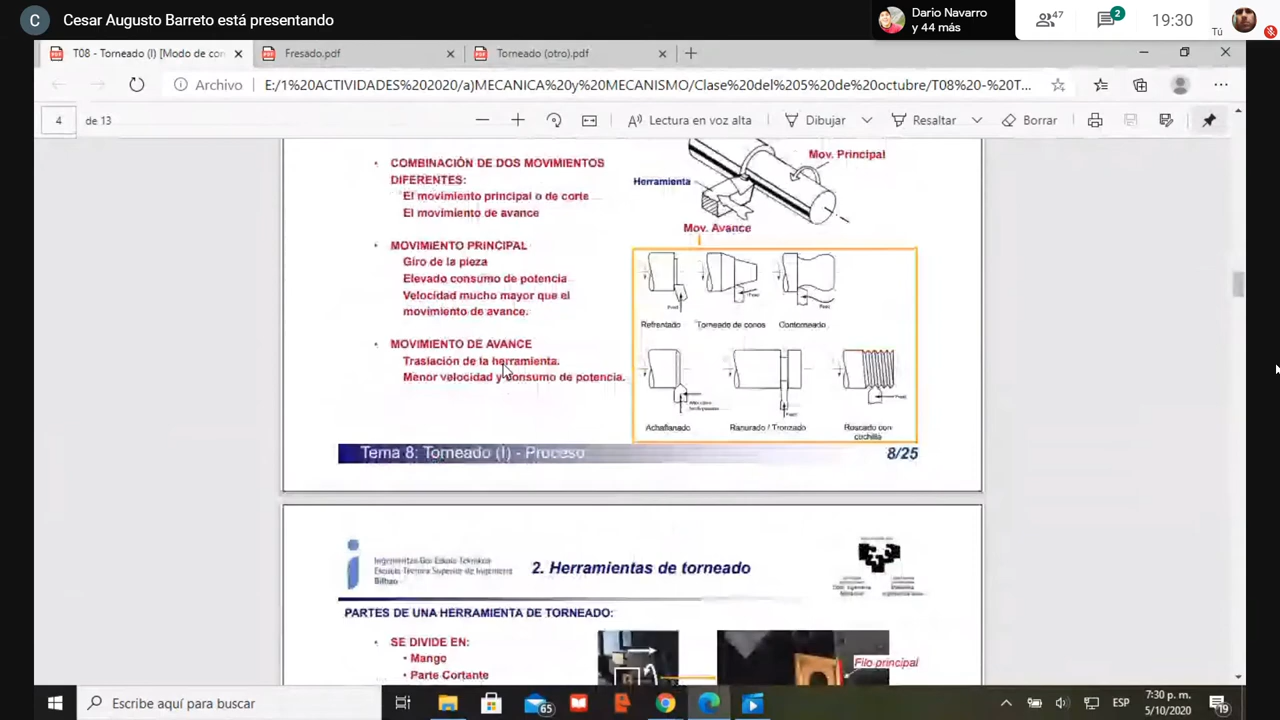 C
Cesar Augusto Barreto está presentando
Dario Navarro
y 44 más
47
2
19:30
Tú
T08 - Torneado (I) [Modo de con
Fresado.pdf
Torneado (otro).pdf
Archivo
E:/1%20ACTIVIDADES%202020/a)MECANICA%20y%20MECANISMO/Clase%20del%205%20de%20octubre/T08%20-%20T...
4
de 13
Lectura en voz alta
Dibujar
Resaltar
Borrar
• COMBINACIÓN DE DOS MOVIMIENTOS
DIFERENTES:
El movimiento principal o de corte
El movimiento de avance
• MOVIMIENTO PRINCIPAL
Giro de la pieza
Elevado consumo de potencia
Velocidad mucho mayor que el
movimiento de avance.
• MOVIMIENTO DE AVANCE
Traslación de la herramienta.
Menor velocidad y consumo de potencia.
Mov. Principal
Herramienta
Mov. Avance
Refrentado
Torneado de conos
Contorneado
Achaflanado
Ranurado / Tronzado
Roscado con
cuchilla
Tema 8: Torneado (I) - Proceso
8/25
Bilbao
2. Herramientas de torneado
PARTES DE UNA HERRAMIENTA DE TORNEADO:
• SE DIVIDE EN:
• Mango
• Parte Cortante
Filo principal
Escribe aquí para buscar
65
ESP
7:30 p. m.
5/10/2020
19